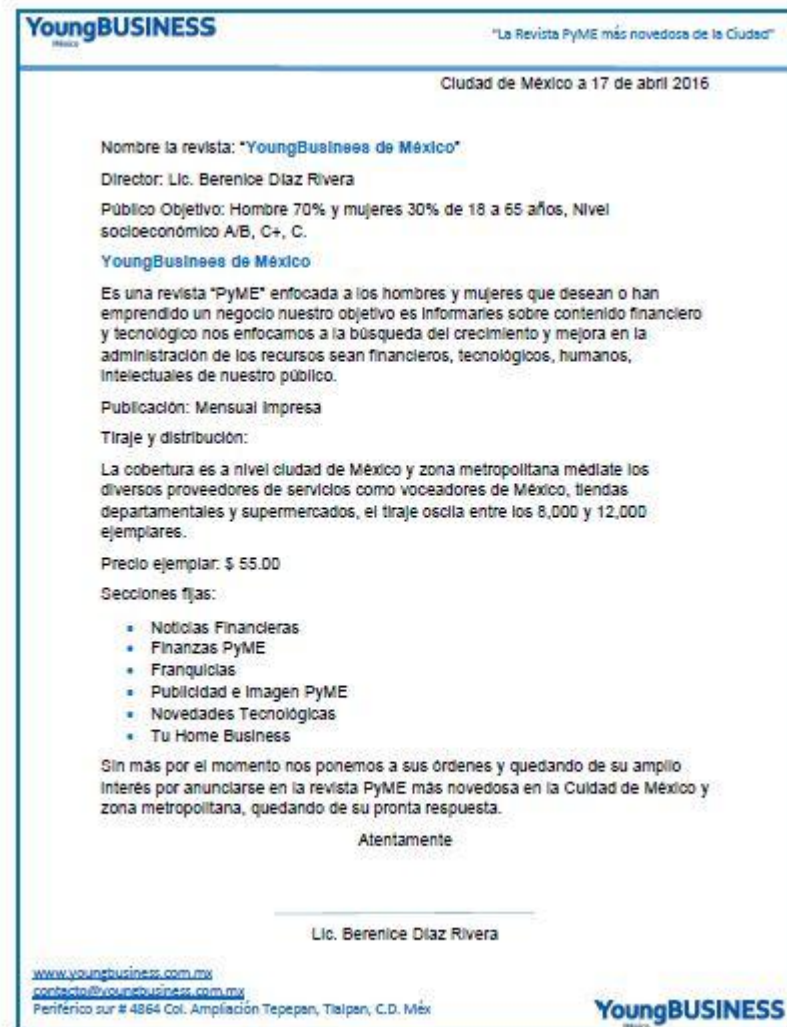 YoungBUSINESS
México
"La Revista PyME más novedosa de la Ciudad"
Ciudad de México a 17 de abril 2016
Nombre la revista: "YoungBusinees de México"
Director: Lic. Berenice Díaz Rivera
Público Objetivo: Hombre 70% y mujeres 30% de 18 a 65 años, Nivel
socioeconómico A/B, C+, C.
YoungBusinees de México
Es una revista "PyME" enfocada a los hombres y mujeres que desean o han
emprendido un negocio nuestro objetivo es informarles sobre contenido financiero
y tecnológico nos enfocamos a la búsqueda del crecimiento y mejora en la
administración de los recursos sean financieros, tecnológicos, humanos,
intelectuales de nuestro público.
Publicación: Mensual Impresa
Tiraje y distribución:
La cobertura es a nivel ciudad de México y zona metropolitana médiate los
diversos proveedores de servicios como voceadores de México, tiendas
departamentales y supermercados, el tiraje oscila entre los 8,000 y 12,000
ejemplares.
Precio ejemplar: $ 55.00
Secciones fijas:
• Noticias Financieras
• Finanzas PyME
• Franquicias
• Publicidad e Imagen PyME
• Novedades Tecnológicas
• Tu Home Business
Sin más por el momento nos ponemos a sus órdenes y quedando de su amplio
interés por anunciarse en la revista PyME más novedosa en la Cuidad de México y
zona metropolitana, quedando de su pronta respuesta.
Atentamente
Lic. Berenice Díaz Rivera
www.youngbusiness.com.mx
contacto@youngbusiness.com.mx
Periférico sur # 4864 Col. Ampliación Tepepan, Tlalpan, C.D. Méx
YoungBUSINESS
México